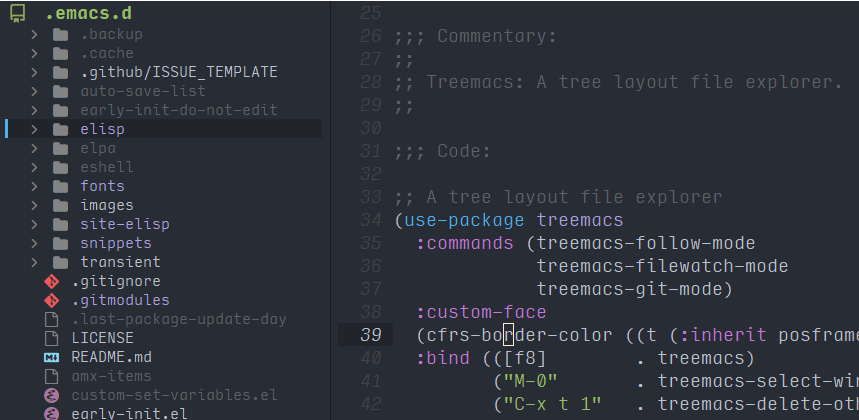 .emacs.d
.backup
.cache
.github/ISSUE_TEMPLATE
auto-save-list
early-init-do-not-edit
elisp
elpa
eshell
fonts
images
site-elisp
snippets
transient
.gitignore
.gitmodules
.last-package-update-day
LICENSE
README.md
amx-items
custom-set-variables.el
early-init.el
25
26 ;;; Commentary:
27 ;;
28 ;; Treemacs: A tree layout file explorer.
29 ;;
30
31 ;;; Code:
32
33 ;; A tree layout file explorer
34 (use-package treemacs
35 :commands (treemacs-follow-mode
36 treemacs-filewatch-mode
37 treemacs-git-mode)
38 :custom-face
39 (cfrs-border-color ((t (:inherit posframe
40 :bind (([f8] . treemacs)
41 ("M-0" . treemacs-select-win
42 ("C-x t 1" . treemacs-delete-oth